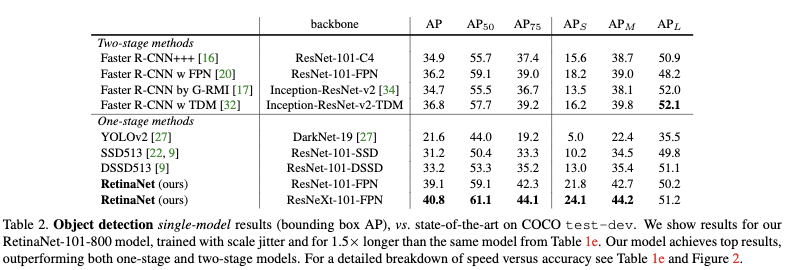 backbone AP AP50 AP75 APS APM APL
Two-stage methods
Faster R-CNN+++ [16] ResNet-101-C4 34.9 55.7 37.4 15.6 38.7 50.9
Faster R-CNN w FPN [20] ResNet-101-FPN 36.2 59.1 39.0 18.2 39.0 48.2
Faster R-CNN by G-RMI [17] Inception-ResNet-v2 [34] 34.7 55.5 36.7 13.5 38.1 52.0
Faster R-CNN w TDM [32] Inception-ResNet-v2-TDM 36.8 57.7 39.2 16.2 39.8 52.1
One-stage methods
YOLOv2 [27] DarkNet-19 [27] 21.6 44.0 19.2 5.0 22.4 35.5
SSD513 [22, 9] ResNet-101-SSD 31.2 50.4 33.3 10.2 34.5 49.8
DSSD513 [9] ResNet-101-DSSD 33.2 53.3 35.2 13.0 35.4 51.1
RetinaNet (ours) ResNet-101-FPN 39.1 59.1 42.3 21.8 42.7 50.2
RetinaNet (ours) ResNeXt-101-FPN 40.8 61.1 44.1 24.1 44.2 51.2
Table 2. Object detection single-model results (bounding box AP), vs. state-of-the-art on COCO test-dev. We show results for our
RetinaNet-101-800 model, trained with scale jitter and for 1.5× longer than the same model from Table 1e. Our model achieves top results,
outperforming both one-stage and two-stage models. For a detailed breakdown of speed versus accuracy see Table 1e and Figure 2.